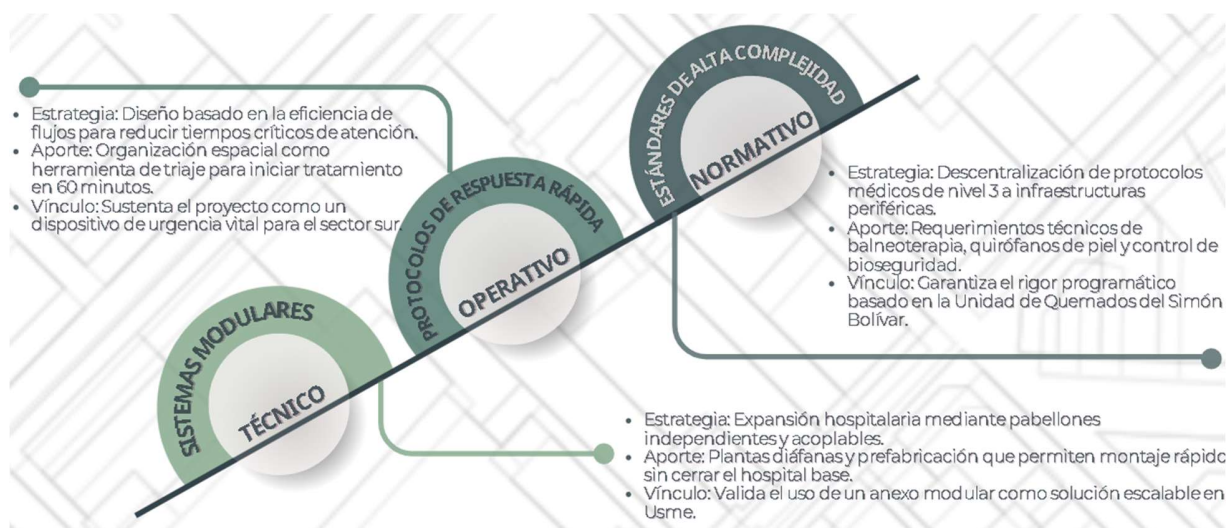 • Estrategia: Diseño basado en la eficiencia de
flujos para reducir tiempos críticos de atención.
• Aporte: Organización espacial como
herramienta de triaje para iniciar tratamiento
en 60 minutos.
• Vínculo: Sustenta el proyecto como un
dispositivo de urgencia vital para el sector sur.
PROTOCOLOS DE RESPUESTA RÁPIDA
OPERATIVO
ESTÁNDARES DE ALTA COMPLEJIDAD
NORMATIVO
• Estrategia: Descentralización de protocolos
médicos de nivel 3 a infraestructuras
periféricas.
• Aporte: Requerimientos técnicos de
balneoterapia, quirófanos de piel y control de
bioseguridad.
• Vínculo: Garantiza el rigor programático
basado en la Unidad de Quemados del Simón
Bolívar.
SISTEMAS MODULARES
TÉCNICO
• Estrategia: Expansión hospitalaria mediante pabellones
independientes y acoplables.
• Aporte: Plantas diáfanas y prefabricación que permiten montaje rápido
sin cerrar el hospital base.
• Vínculo: Valida el uso de un anexo modular como solución escalable en
Usme.